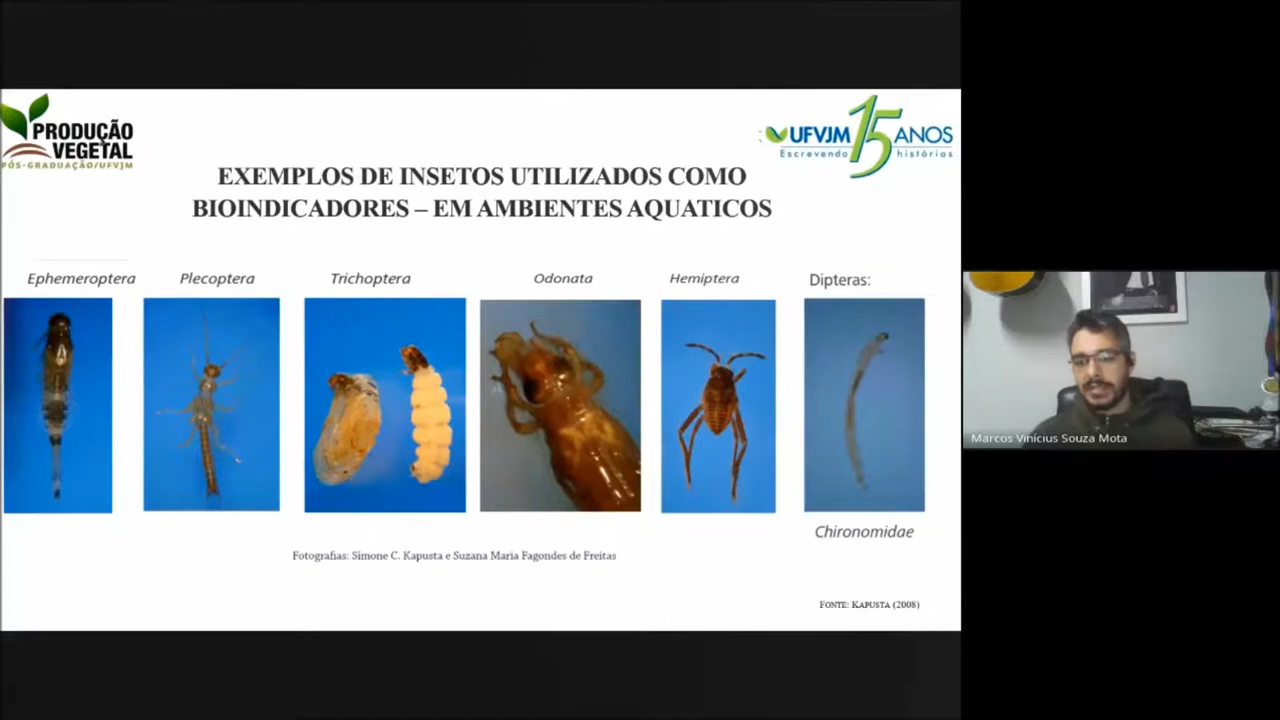 PRODUÇÃO
VEGETAL
PÓS-GRADUAÇÃO/UFVJM
UFVJM 15 ANOS
Escrevendo histórias
EXEMPLOS DE INSETOS UTILIZADOS COMO
BIOINDICADORES – EM AMBIENTES AQUATICOS
Ephemeroptera
Plecoptera
Trichoptera
Odonata
Hemiptera
Dipteras:
Chironomidae
Fotografias: Simone C. Kapusta e Suzana Maria Fagondes de Freitas
FONTE: KAPUSTA (2008)
Marcos Vinícius Souza Mota